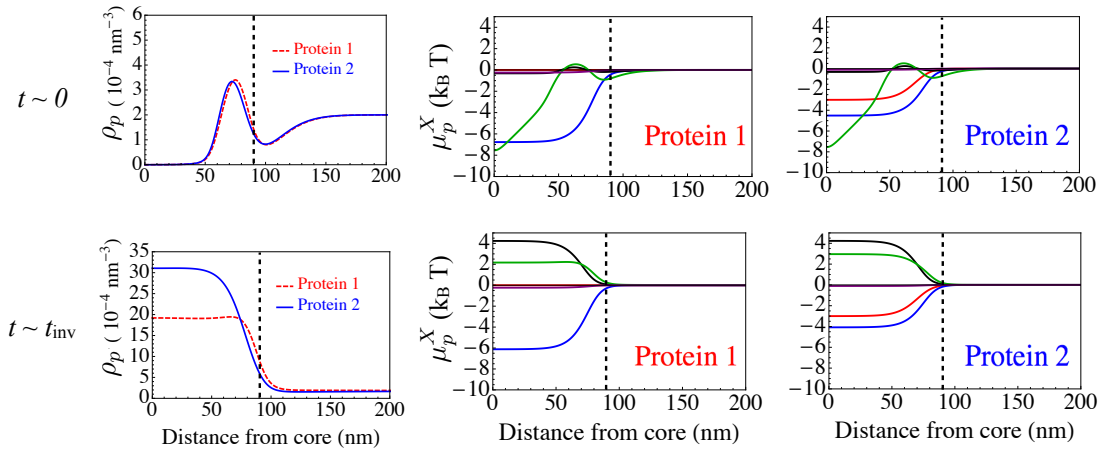 t ~ 0
ρp ( 10⁻⁴ nm⁻³)
6
5
4
3
2
1
0
0 50 100 150 200
Protein 1
Protein 2
μpX (kB T)
4
2
0
−2
−4
−6
−8
−10
0 50 100 150 200
Protein 1
4
2
0
−2
−4
−6
−8
−10
0 50 100 150 200
Protein 2
t ~ tinv
ρp ( 10⁻⁴ nm⁻³)
35
30
25
20
15
10
5
0
0 50 100 150 200
Protein 1
Protein 2
Distance from core (nm)
μpX (kB T)
4
2
0
−2
−4
−6
−8
−10
0 50 100 150 200
Protein 1
Distance from core (nm)
4
2
0
−2
−4
−6
−8
−10
0 50 100 150 200
Protein 2
Distance from core (nm)